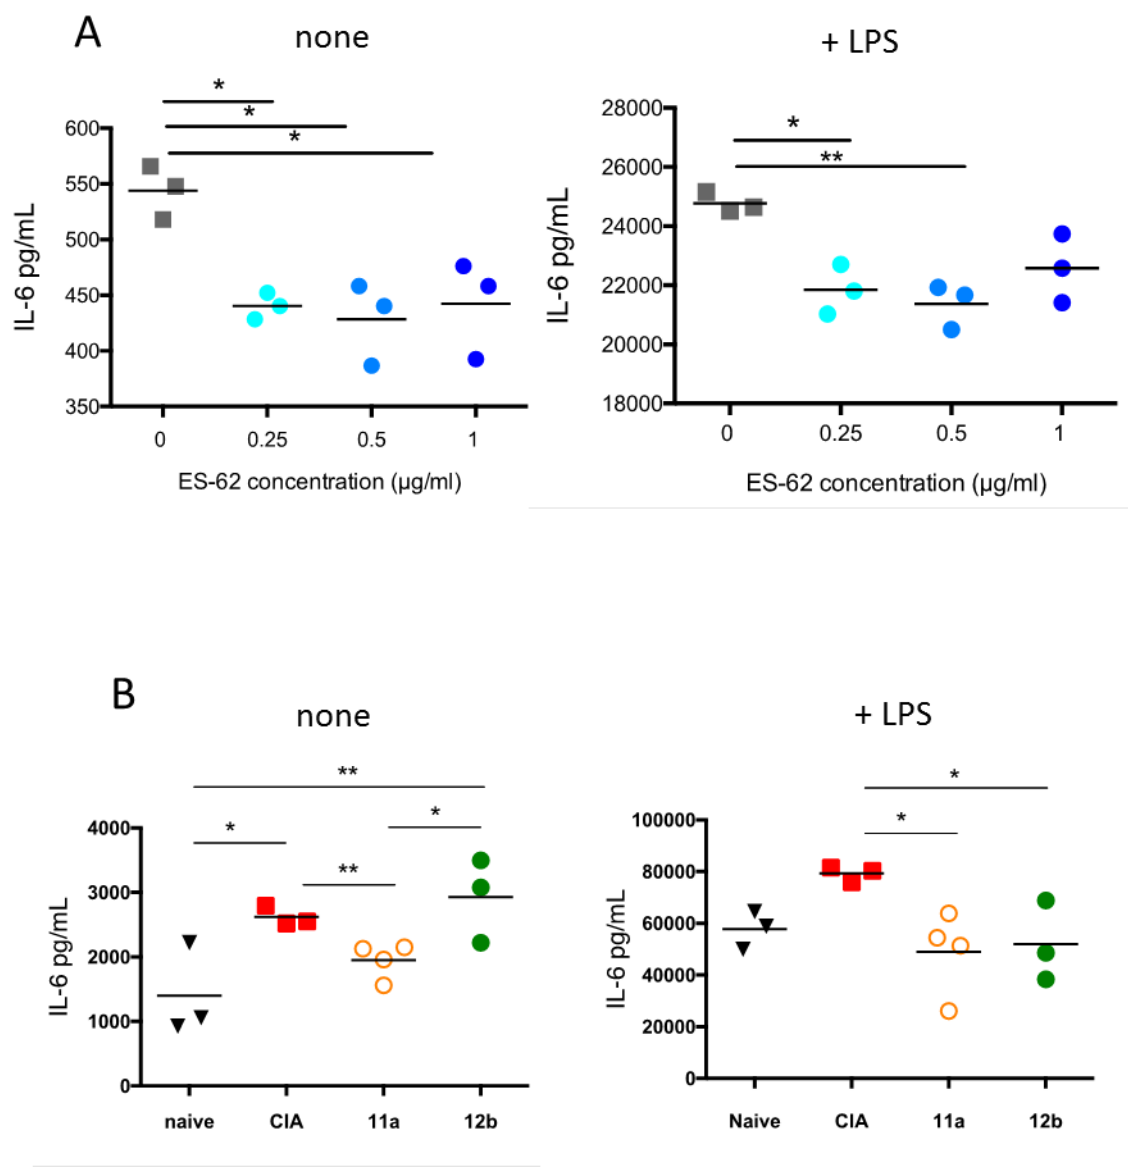 A
none
+ LPS
*
*
*
600
550
500
450
400
350
IL-6 pg/mL
0 0.25 0.5 1
ES-62 concentration (µg/ml)
*
**
28000
26000
24000
22000
20000
18000
IL-6 pg/mL
0 0.25 0.5 1
ES-62 concentration (µg/ml)
B
none
+ LPS
**
*
*
**
4000
3000
2000
1000
0
IL-6 pg/mL
naive CIA 11a 12b
*
*
100000
80000
60000
40000
20000
0
IL-6 pg/mL
Naive CIA 11a 12b